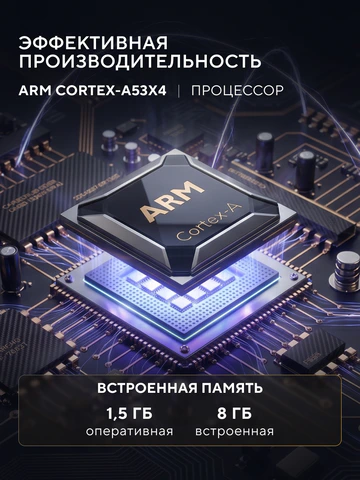 ЭФФЕКТИВНАЯ
ПРОИЗВОДИТЕЛЬНОСТЬ
ARM CORTEX-A53X4 | ПРОЦЕССОР
ARM
Cortex-A
ВСТРОЕННАЯ ПАМЯТЬ
1,5 ГБ 8 ГБ
оперативная встроенная